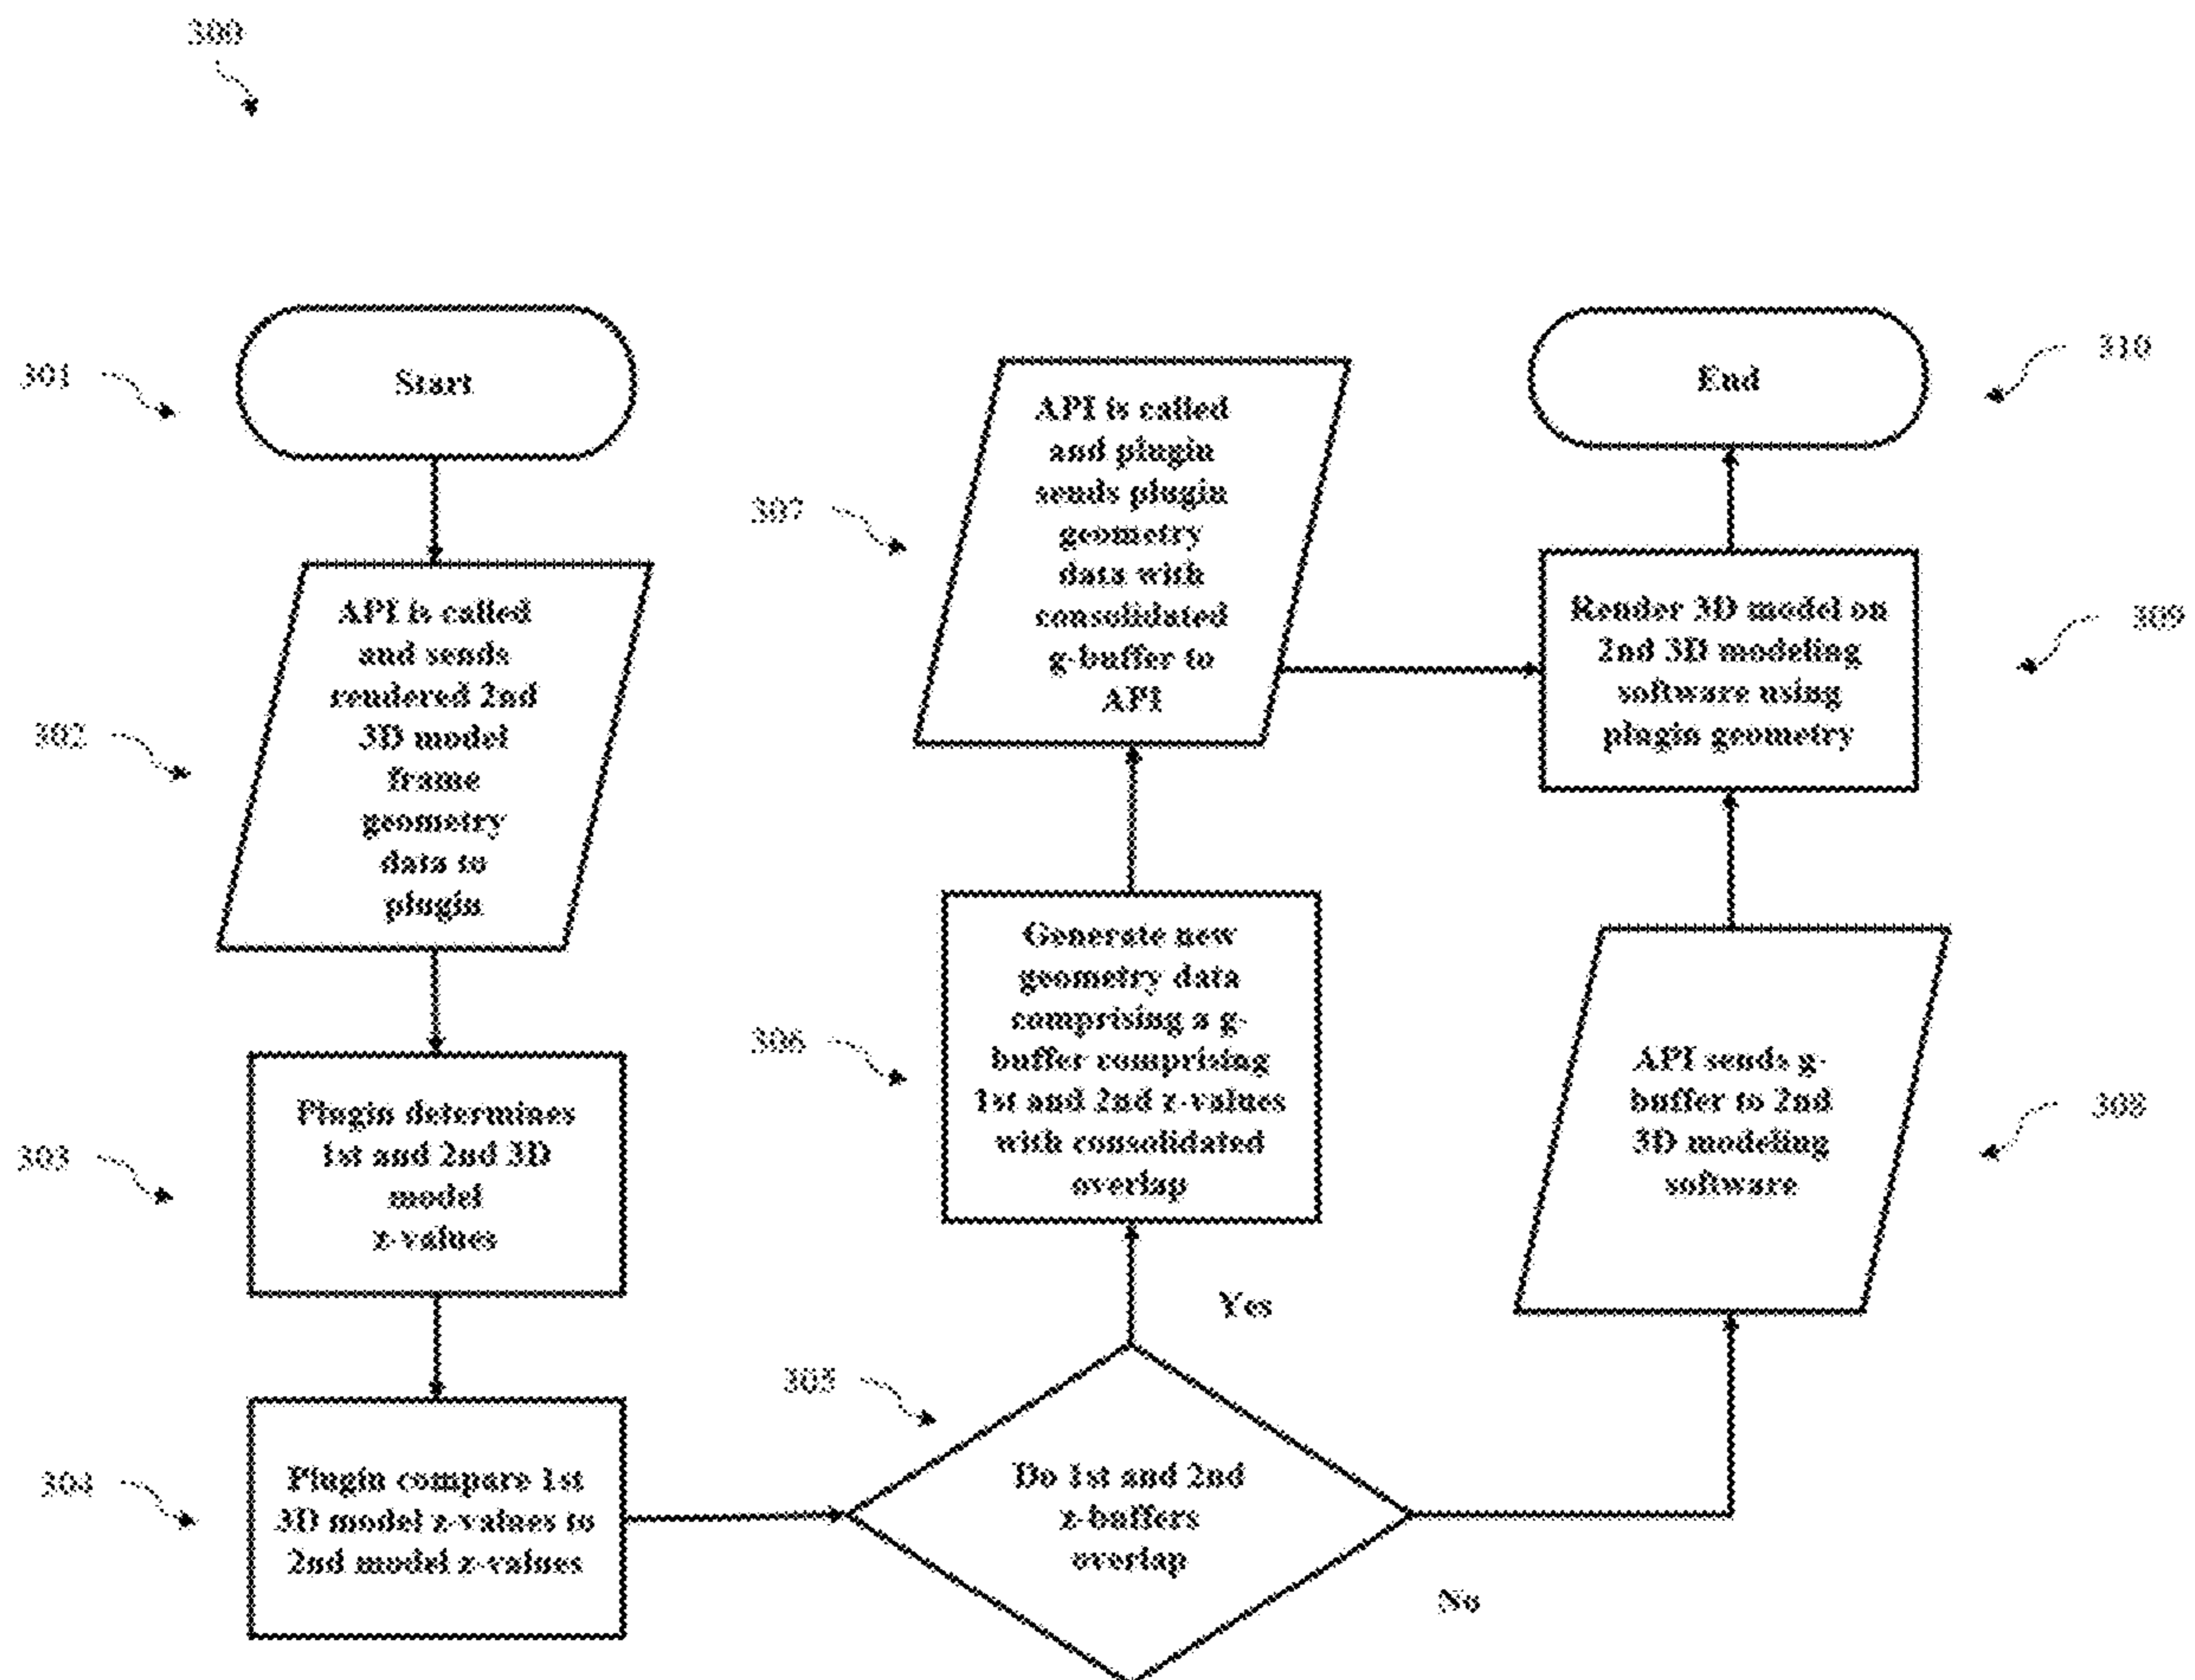 300
301
Start
302
API is called
and sends
rendered 2nd
3D model
frame
geometry
data to
plugin
303
Plugin determines
1st and 2nd 3D
model
z-values
304
Plugin compare 1st
3D model z-values to
2nd model z-values
305
Do 1st and 2nd
z-buffers
overlap
Yes
No
306
Generate new
geometry data
comprising a g-
buffer comprising
1st and 2nd z-values
with consolidated
overlap
307
API is called
and plugin
sends plugin
geometry
data with
consolidated
g-buffer to
API
308
API sends g-
buffer to 2nd
3D modeling
software
309
Render 3D model on
2nd 3D modeling
software using
plugin geometry
310
End